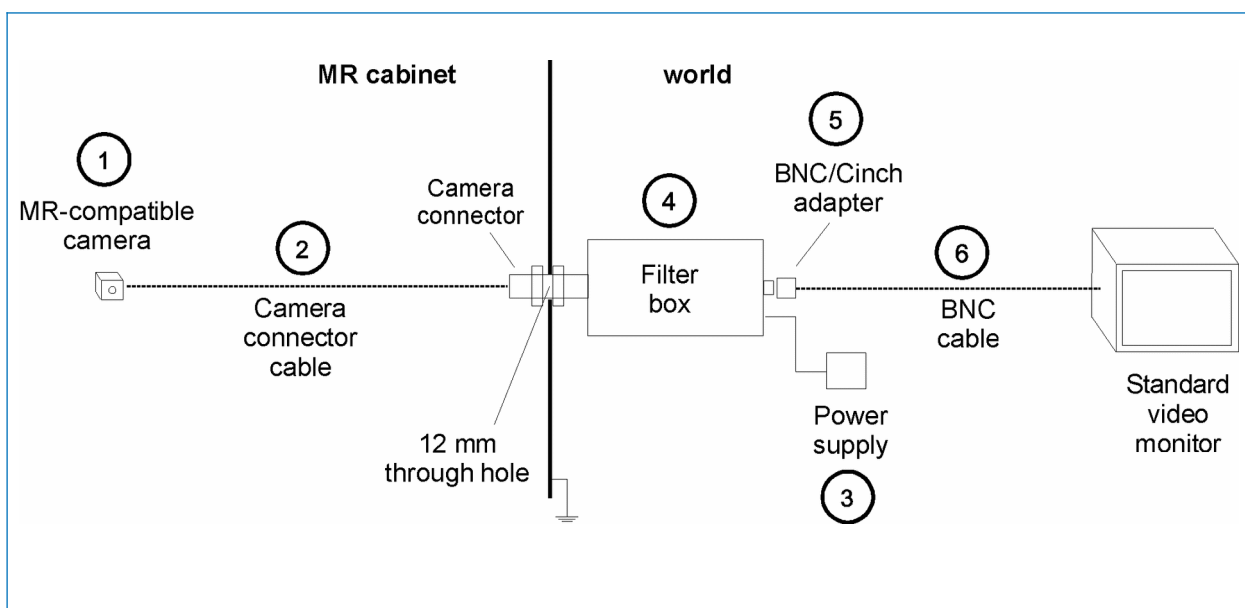 MR cabinet
world
1
MR-compatible
camera
2
Camera
connector
cable
Camera
connector
12 mm
through hole
4
Filter
box
5
BNC/Cinch
adapter
Power
supply
3
6
BNC
cable
Standard
video
monitor